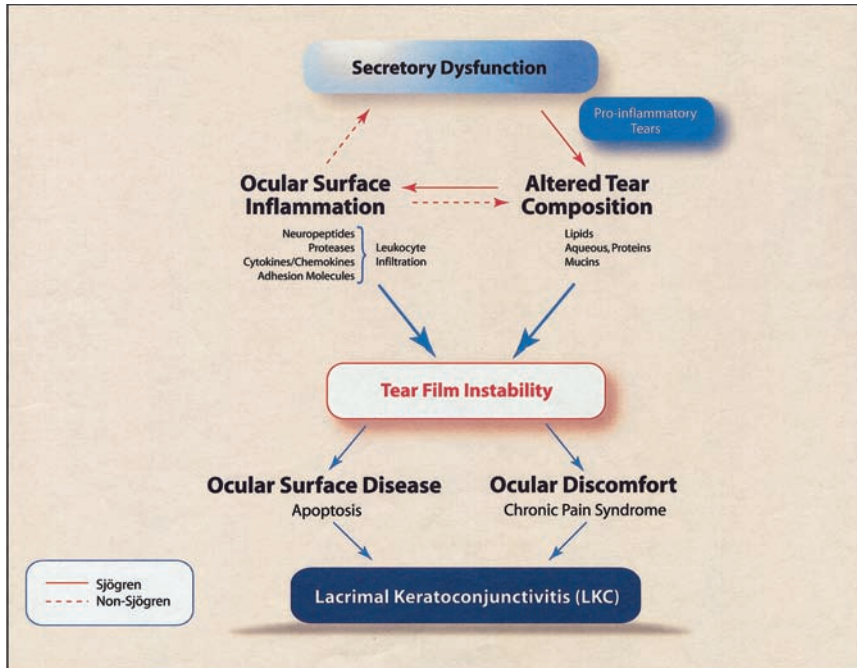 Secretory Dysfunction
Pro-inflammatory
Tears
Ocular Surface
Inflammation
Neuropeptides
Proteases
Cytokines/Chemokines
Adhesion Molecules
Leukocyte
Infiltration
Altered Tear
Composition
Lipids
Aqueous, Proteins
Mucins
Tear Film Instability
Ocular Surface Disease
Apoptosis
Ocular Discomfort
Chronic Pain Syndrome
Sjögren
Non-Sjögren
Lacrimal Keratoconjunctivitis (LKC)